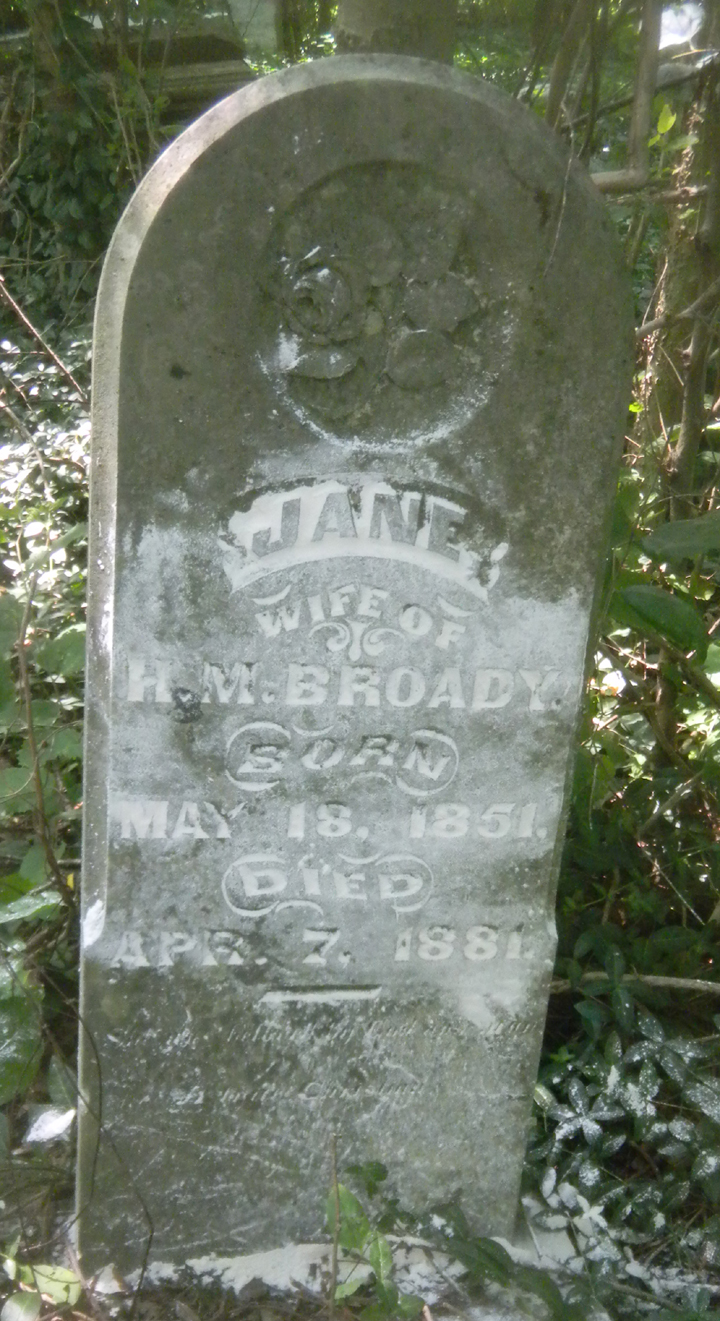 JANE
WIFE OF
H. M. BROADY.
BORN
MAY 18, 1851.
DIED
APR. 7, 1881.